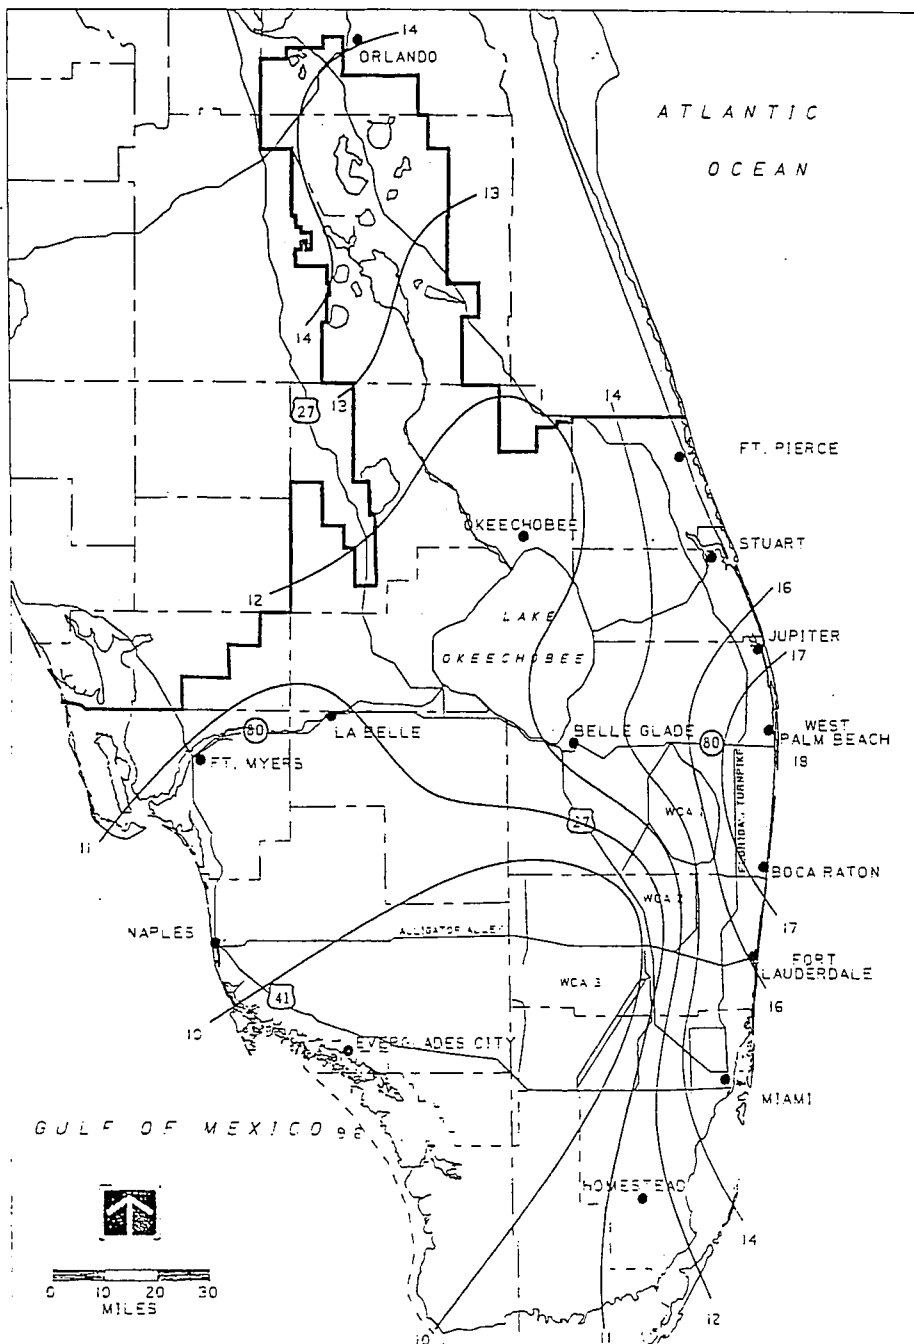 14
ORLANDO
ATLANTIC
OCEAN
13
14
13
27
14
FT. PIERCE
OKEECHOBEE
STUART
12
16
LAKE
JUPITER
OKEECHOBEE
17
80
LA BELLE
BELLE GLADE
80
WEST
PALM BEACH
18
FT. MYERS
FLORIDA'S TURNPIKE
27
WCA 1
11
BOCA RATON
WCA 2
NAPLES
ALLIGATOR ALLEY
17
FORT
LAUDERDALE
WCA 3
41
16
10
EVERGLADES CITY
MIAMI
GULF OF MEXICO
HOMESTEAD
14
0 10 20 30
MILES
12
10
11